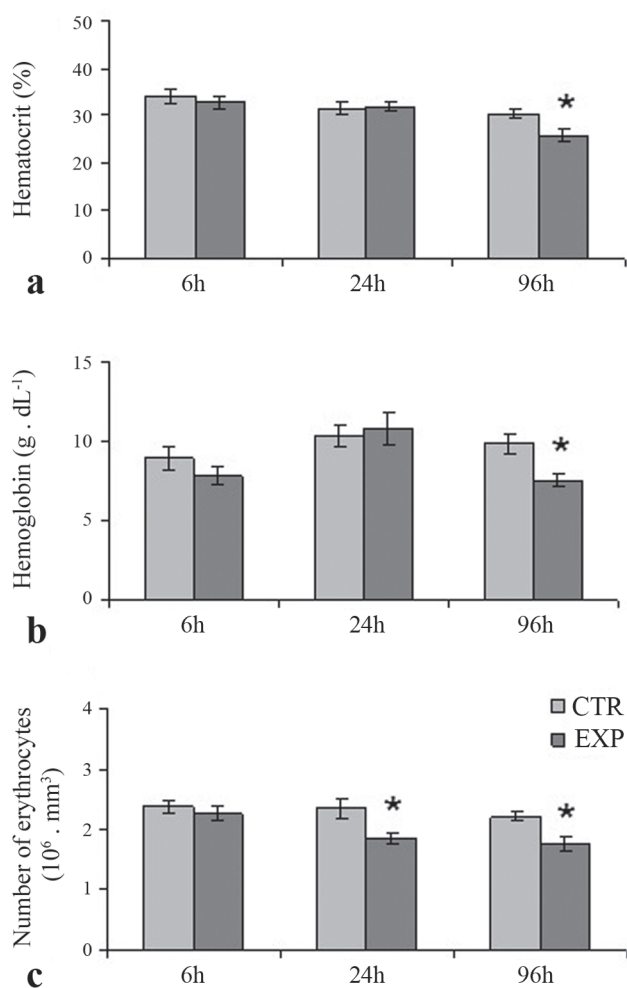 Hematocrit (%)
50
40
30
20
10
0
*
6h 24h 96h
a
Hemoglobin (g . dL⁻¹)
15
10
5
0
*
6h 24h 96h
b
Number of erythrocytes
(10⁶ . mm³)
4
3
2
1
0
CTR
EXP
* *
6h 24h 96h
c